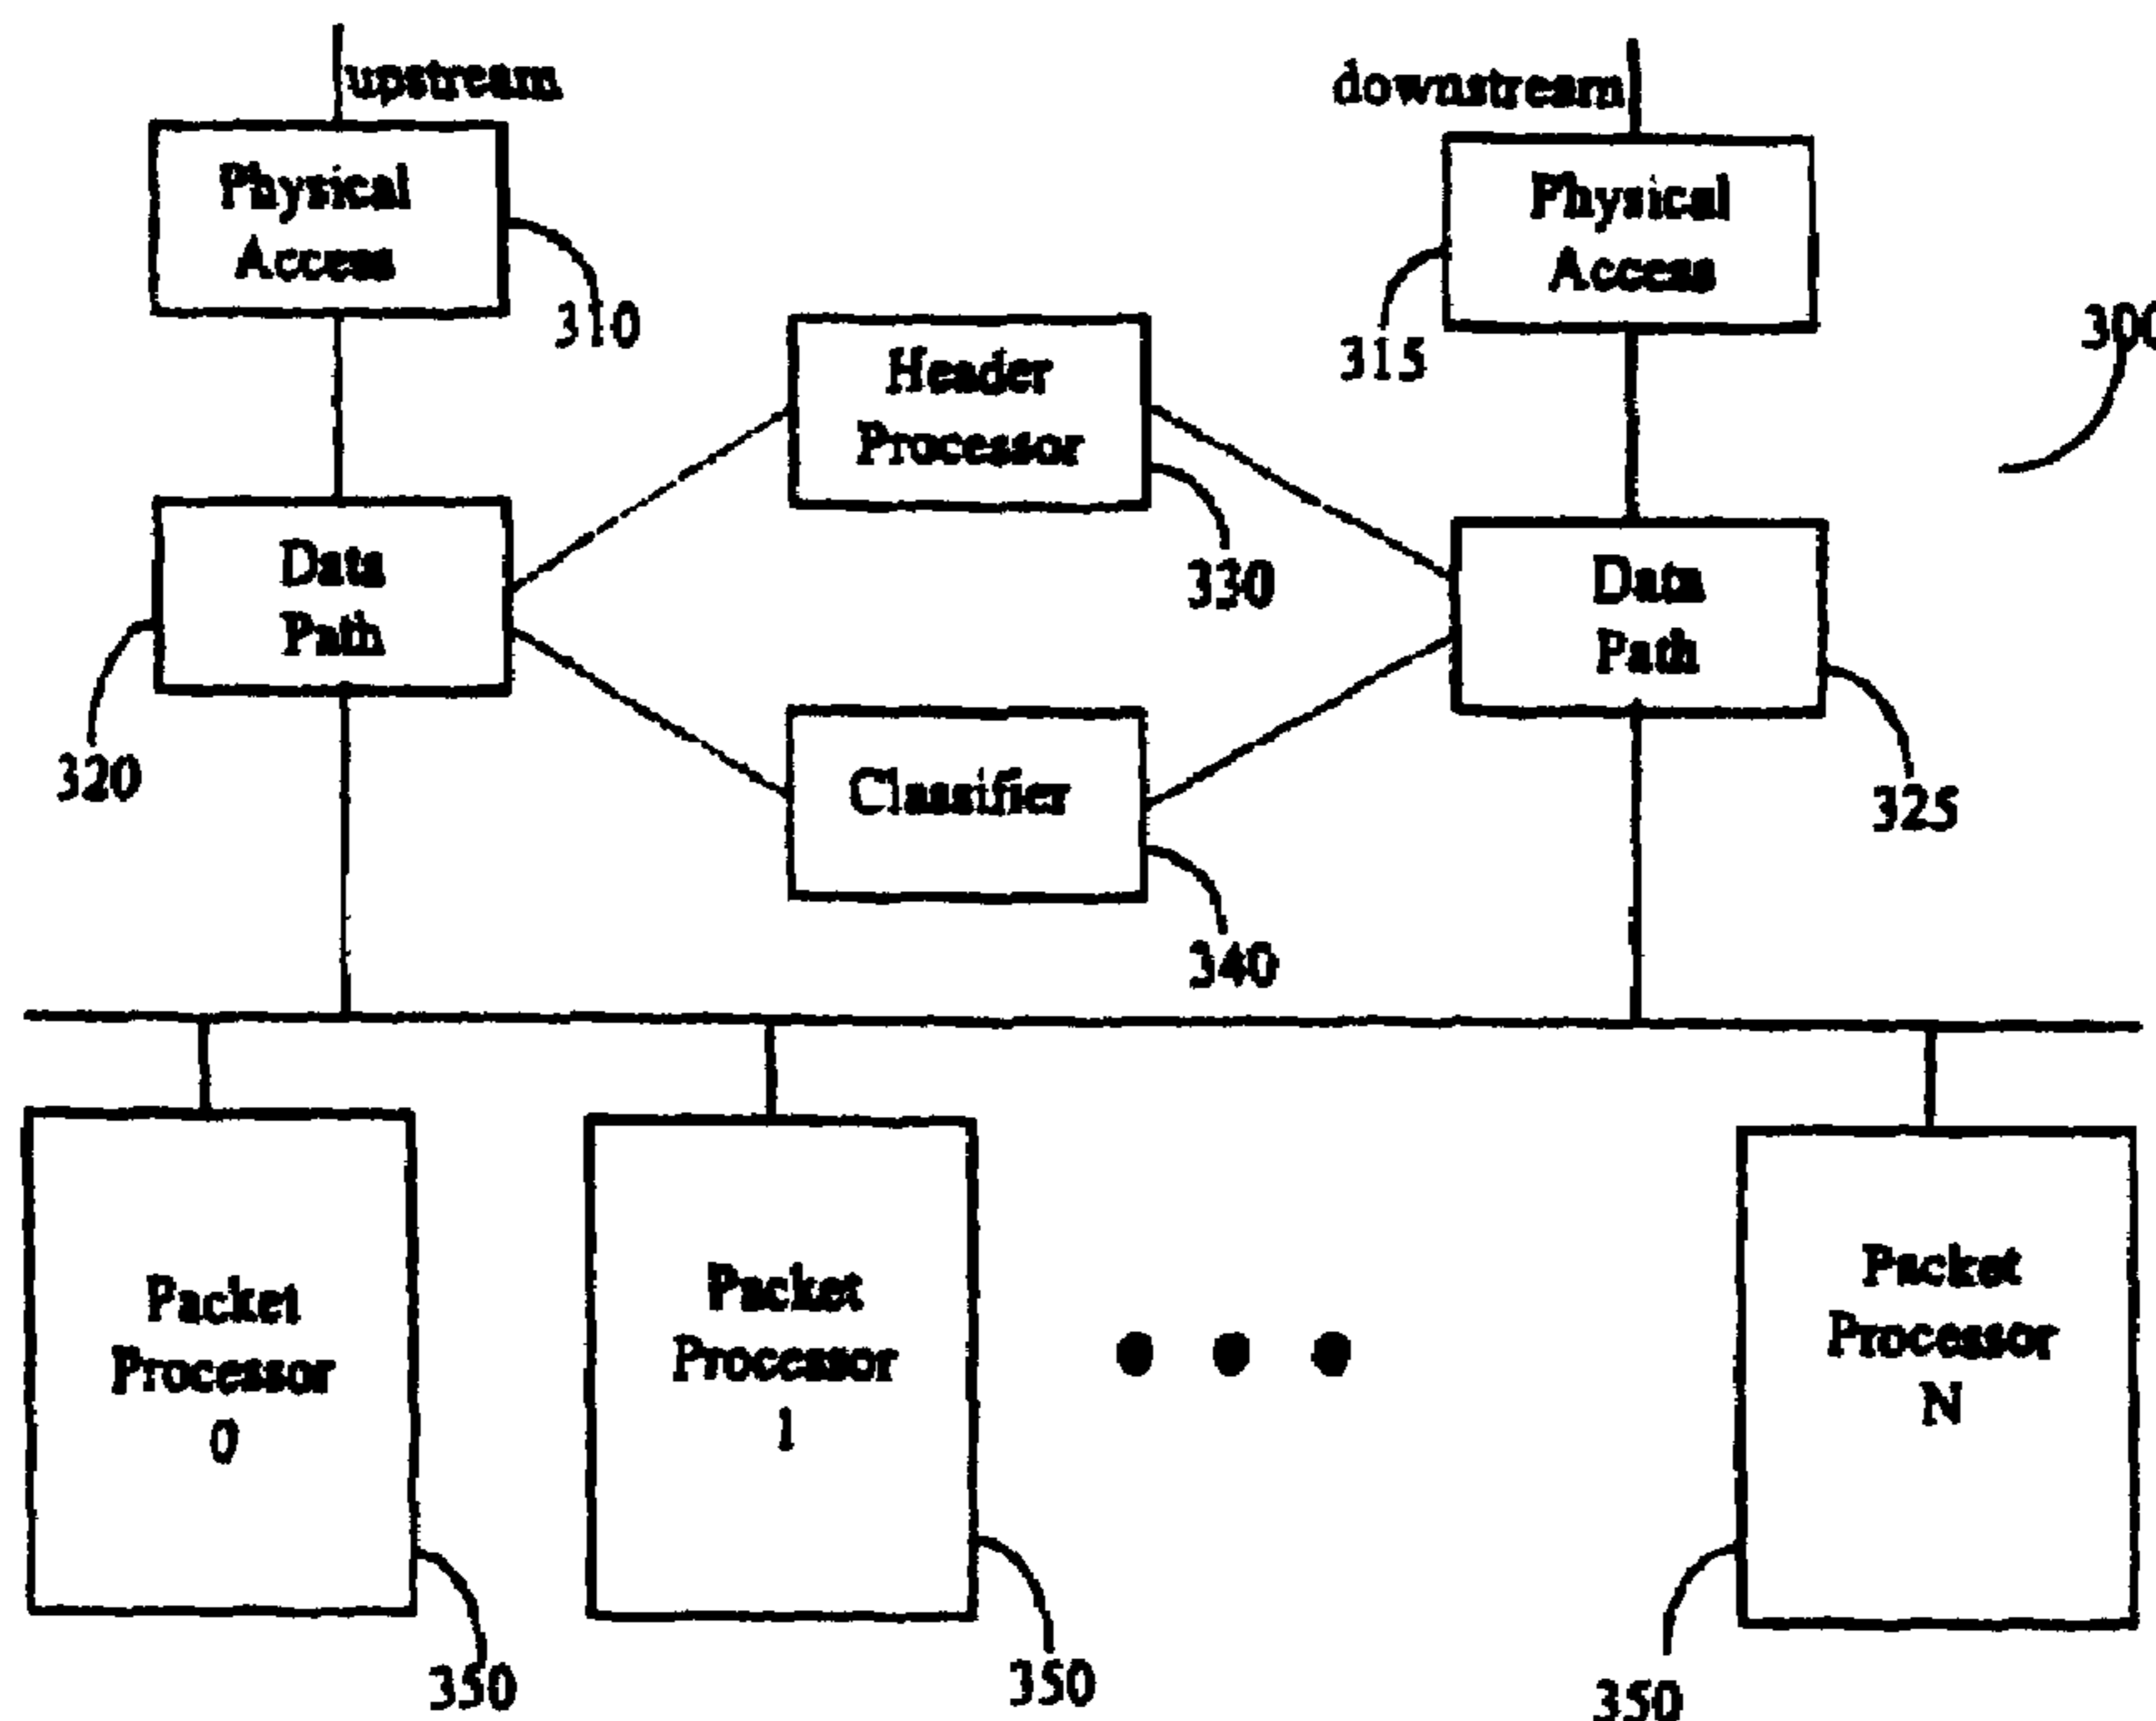 upstream
downstream
Physical
Access
310
Physical
Access
315
300
Header
Processor
330
Data
Path
320
Data
Path
325
Classifier
340
Packet
Processor
0
350
Packet
Processor
1
350
Packet
Processor
N
350